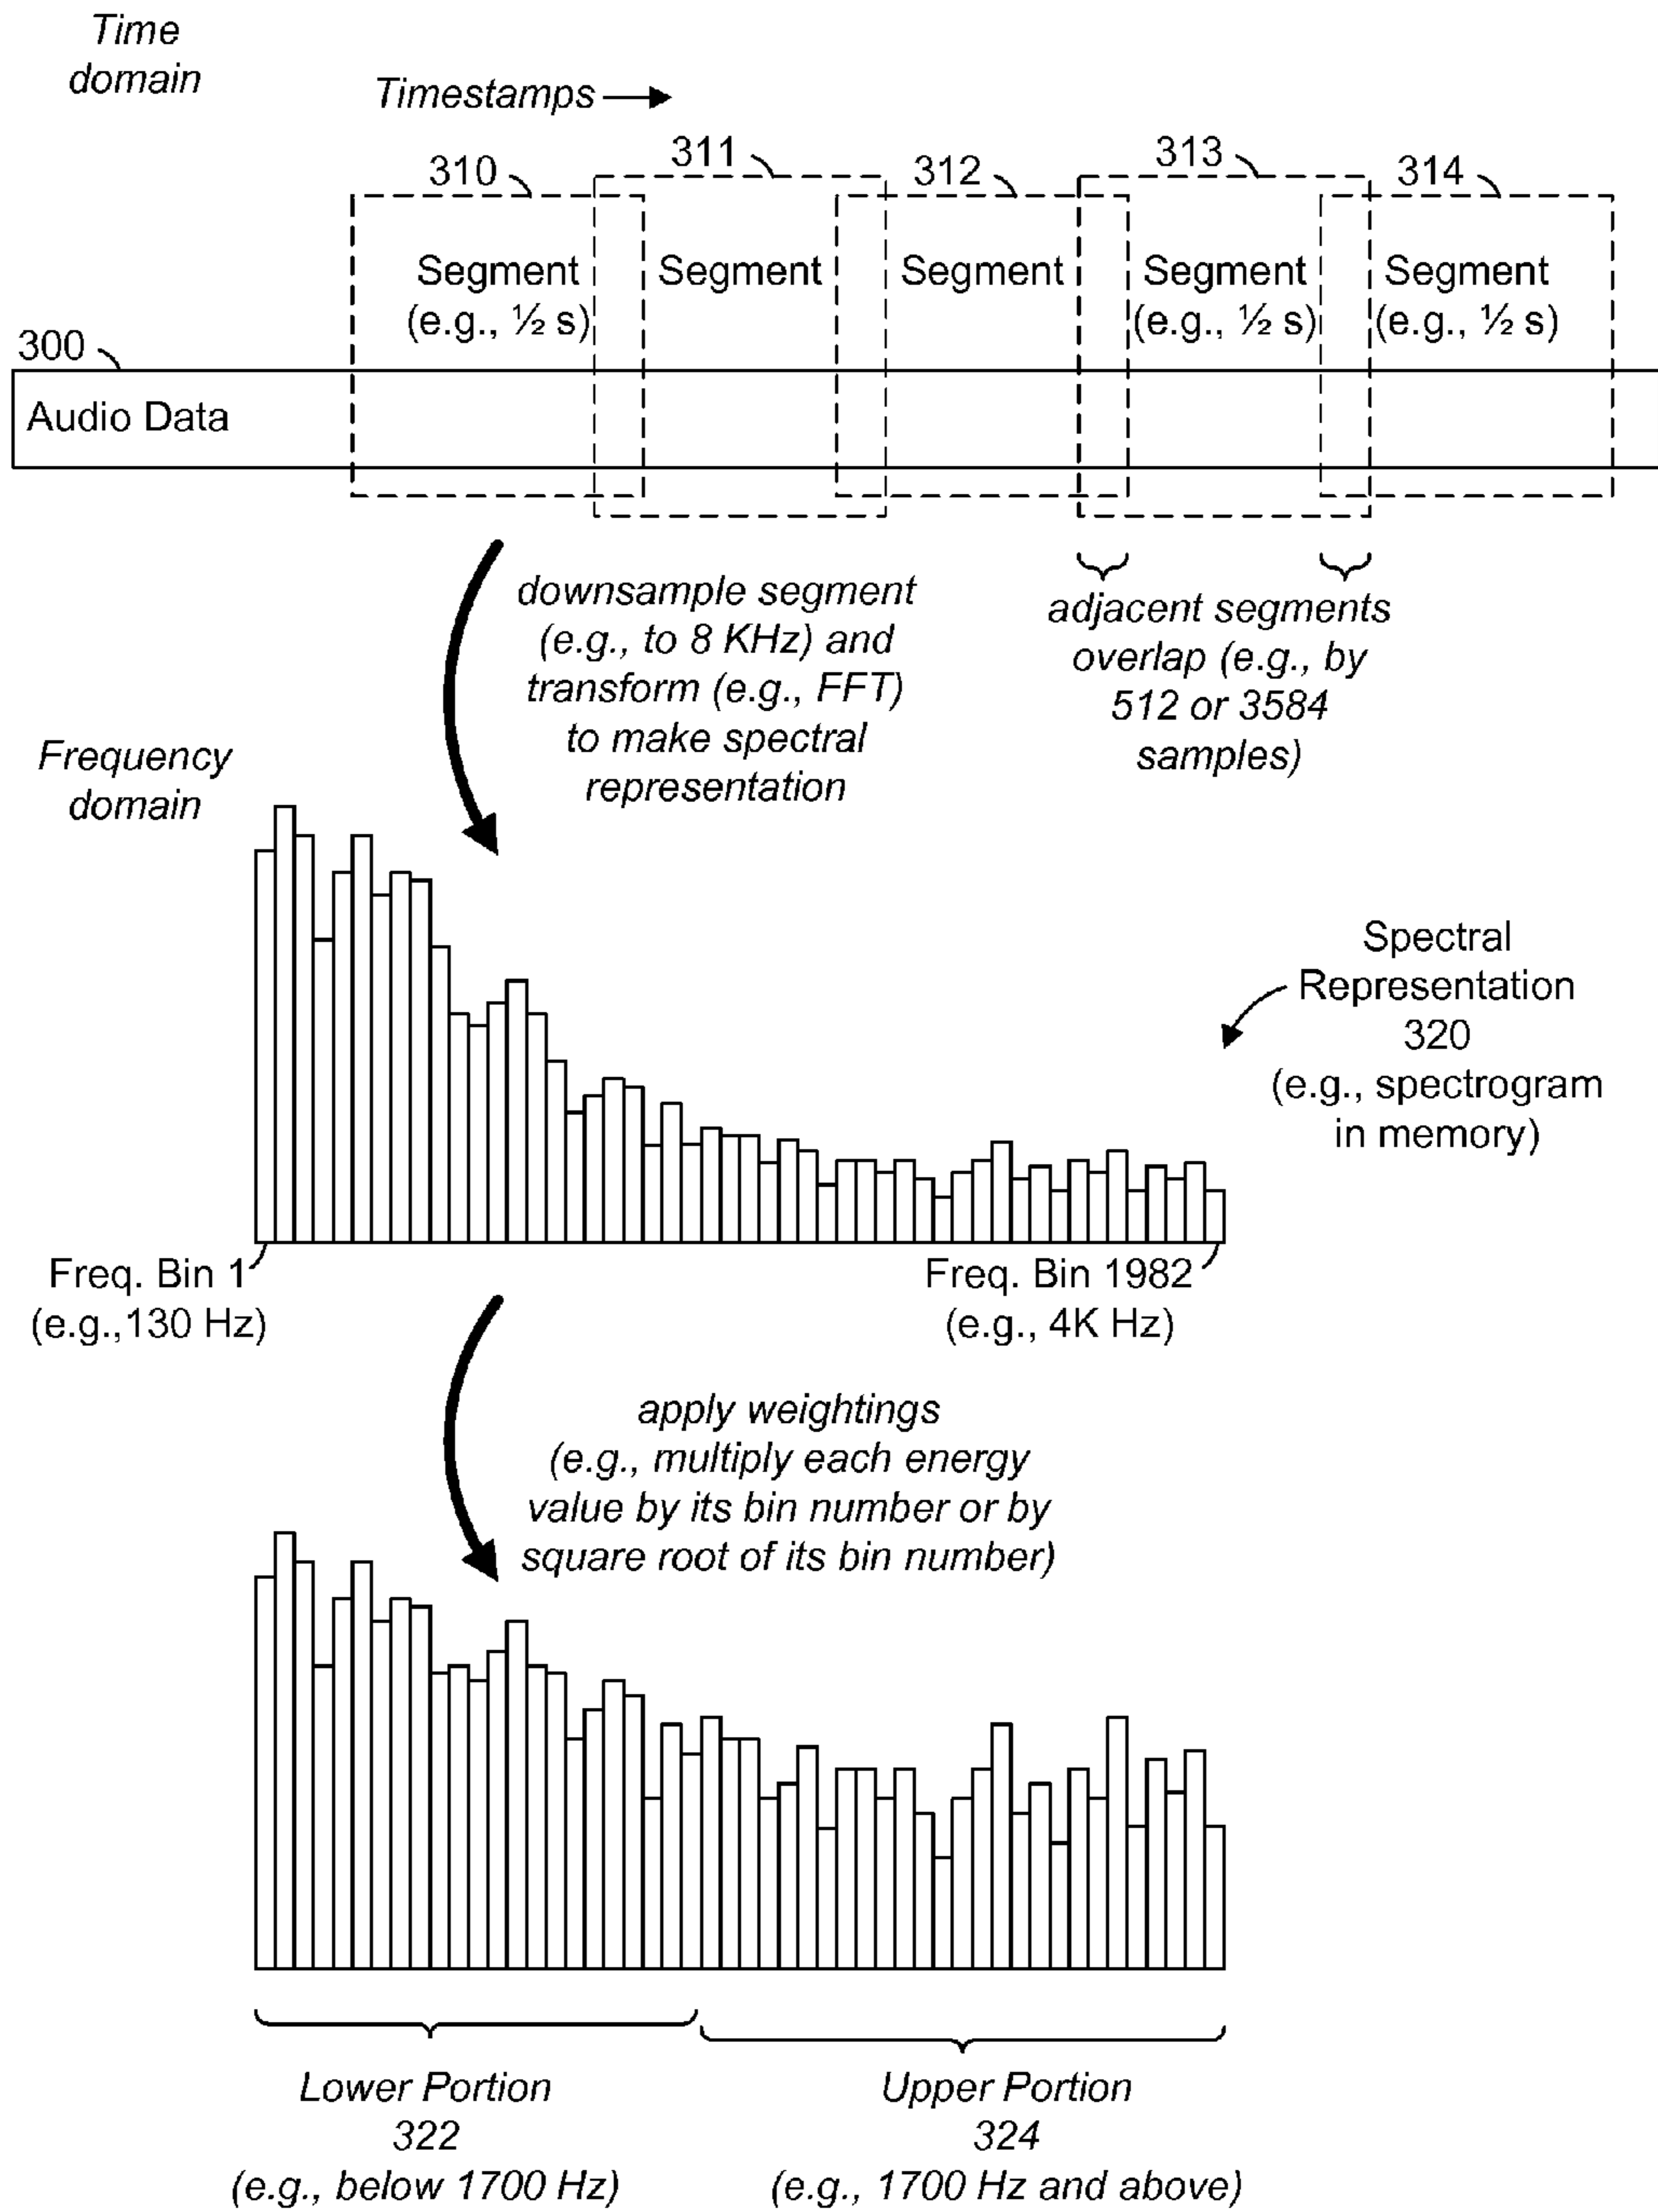 Time
domain
Timestamps
310
311
312
313
314
Segment
(e.g., ½ s)
Segment
Segment
Segment
(e.g., ½ s)
Segment
(e.g., ½ s)
300
Audio Data
downsample segment
(e.g., to 8 KHz) and
transform (e.g., FFT)
to make spectral
representation
adjacent segments
overlap (e.g., by
512 or 3584
samples)
Frequency
domain
Spectral
Representation
320
(e.g., spectrogram
in memory)
Freq. Bin 1
(e.g.,130 Hz)
Freq. Bin 1982
(e.g., 4K Hz)
apply weightings
(e.g., multiply each energy
value by its bin number or by
square root of its bin number)
Lower Portion
322
(e.g., below 1700 Hz)
Upper Portion
324
(e.g., 1700 Hz and above)